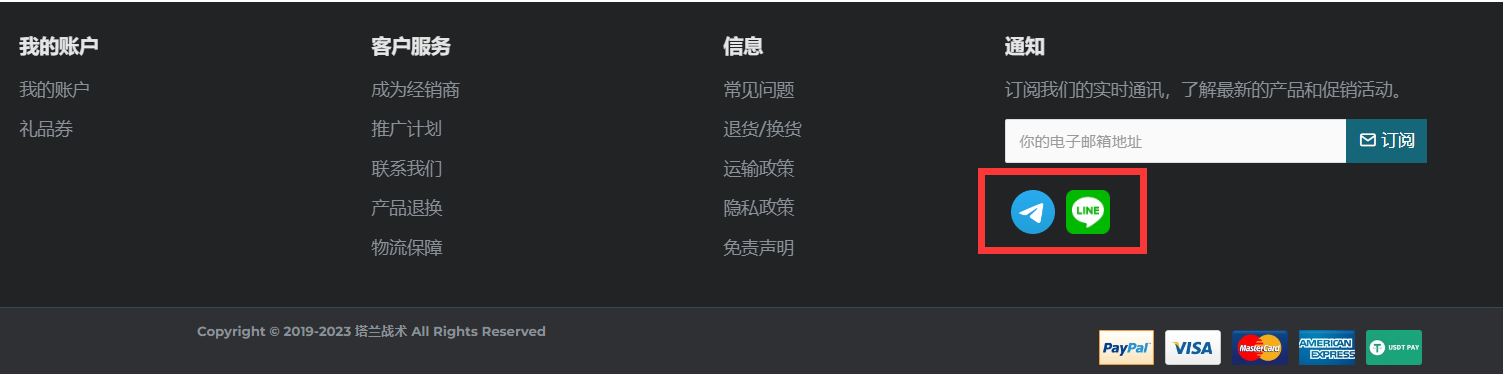 我的账户
我的账户
礼品券
客户服务
成为经销商
推广计划
联系我们
产品退换
物流保障
信息
常见问题
退货/换货
运输政策
隐私政策
免责声明
通知
订阅我们的实时通讯，了解最新的产品和促销活动。
你的电子邮箱地址
订阅
LINE
Copyright © 2019-2023 塔兰战术 All Rights Reserved
PayPal
VISA
MasterCard
AMERICAN
EXPRESS
T USDT PAY